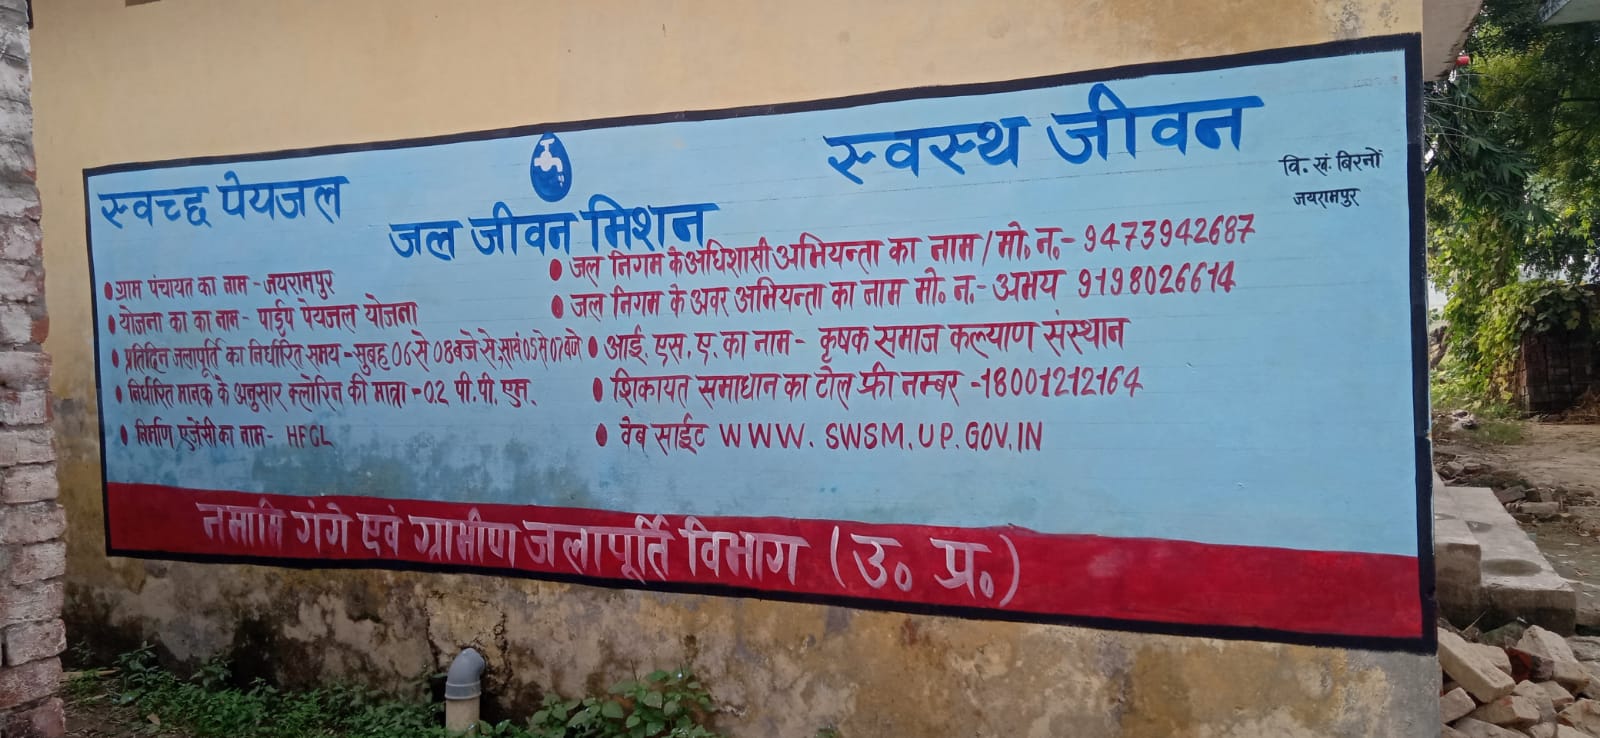 स्वच्छ पेयजल
जल जीवन मिशन
स्वस्थ जीवन
वि. खं. बिरनों
जयरामपुर
• ग्राम पंचायत का नाम - जयरामपुर
• योजना का का नाम - पाईप पेयजल योजना
• प्रतिदिन जलापूर्ति का निर्धारित समय - सुबह 06 से 08 बजे से, सायं 05 से 07 बजे
• निर्धारित मानक के अनुसार क्लोरिन की मात्रा - 0.2 पी. पी. एम.
• निर्माण एजेंसी का नाम - HFCL
• जल निगम के अधिशासी अभियन्ता का नाम / मो. न. - 9473942687
• जल निगम के अवर अभियन्ता का नाम मो. न. - अभय 9198026614
• आई. एस. ए. का नाम - कृषक समाज कल्याण संस्थान
• शिकायत समाधान का टोल फ्री नम्बर - 18001212164
• वेब साईट WWW. SWSM. UP. GOV. IN
नमामि गंगे एवं ग्रामीण जलापूर्ति विभाग (उ. प्र.)